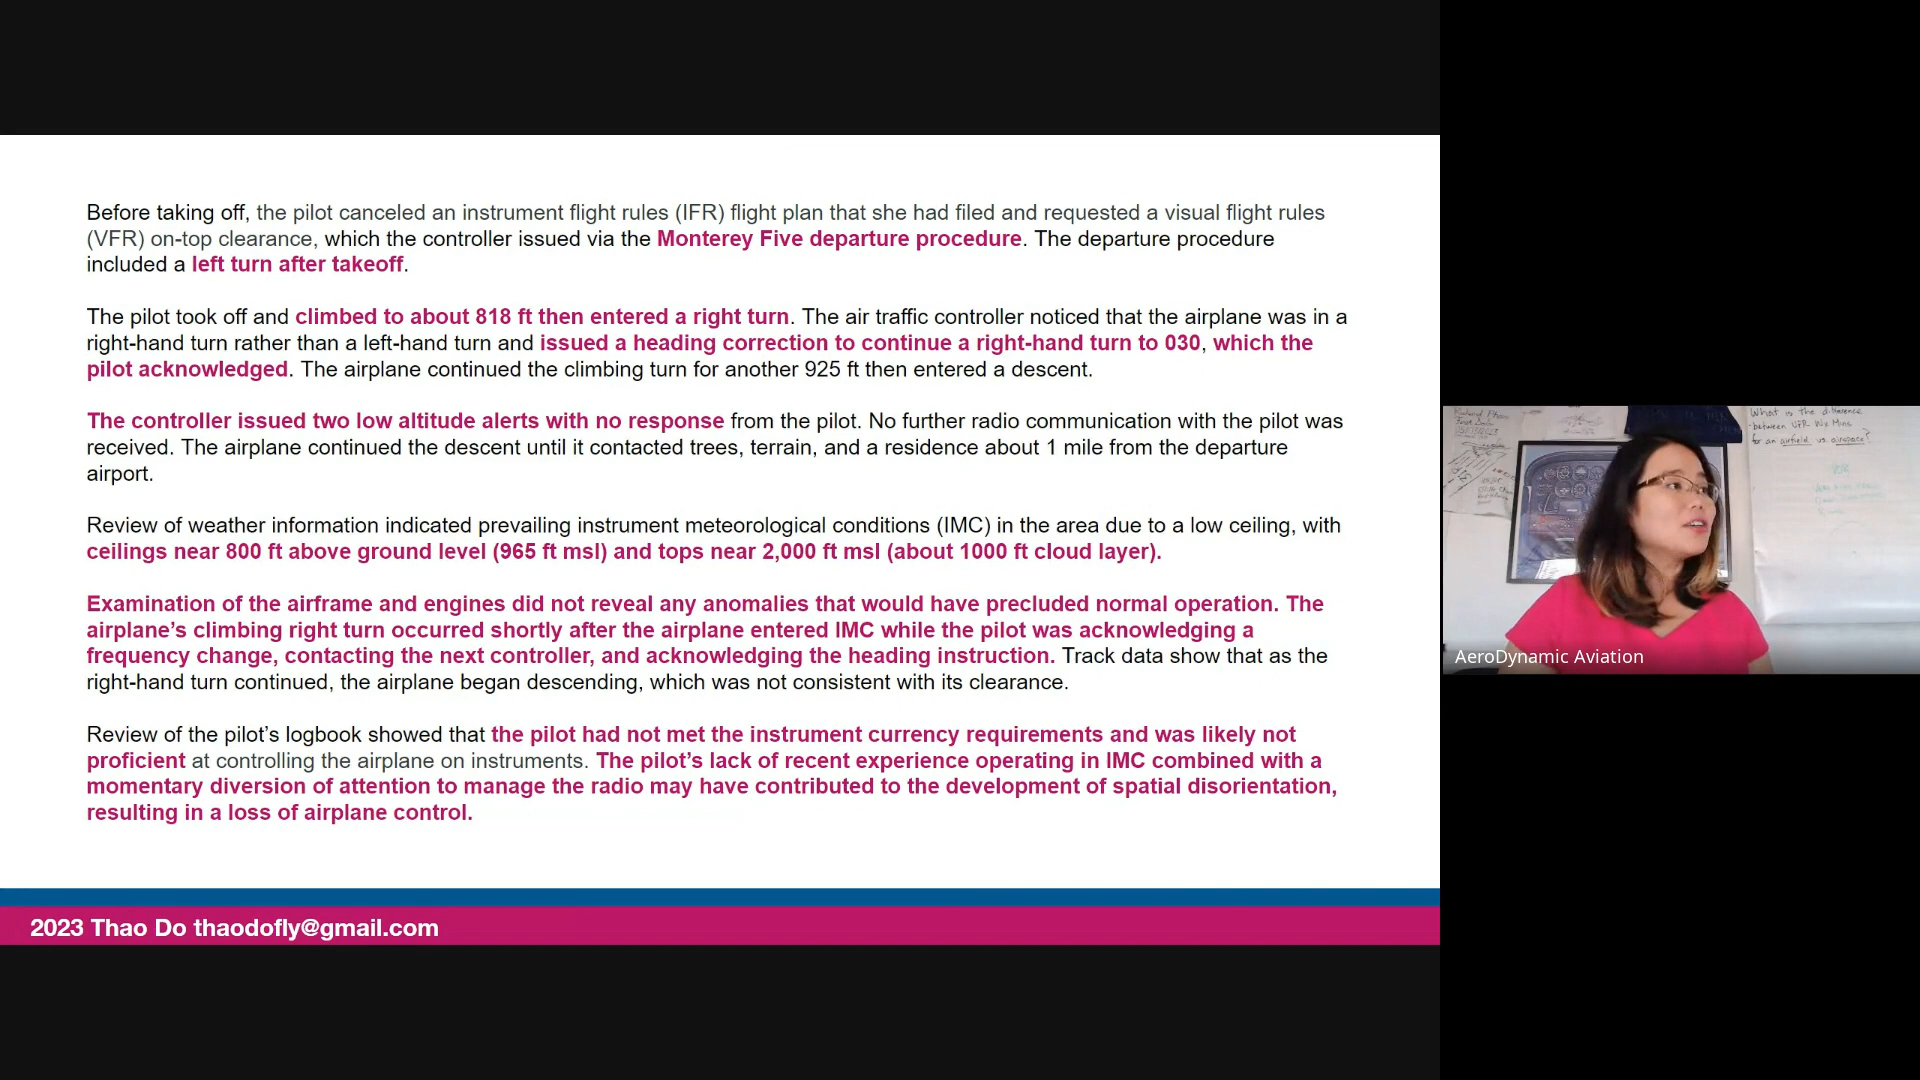 Before taking off, the pilot canceled an instrument flight rules (IFR) flight plan that she had filed and requested a visual flight rules
(VFR) on-top clearance, which the controller issued via the Monterey Five departure procedure. The departure procedure
included a left turn after takeoff.
The pilot took off and climbed to about 818 ft then entered a right turn. The air traffic controller noticed that the airplane was in a
right-hand turn rather than a left-hand turn and issued a heading correction to continue a right-hand turn to 030, which the
pilot acknowledged. The airplane continued the climbing turn for another 925 ft then entered a descent.
The controller issued two low altitude alerts with no response from the pilot. No further radio communication with the pilot was
received. The airplane continued the descent until it contacted trees, terrain, and a residence about 1 mile from the departure
airport.
Review of weather information indicated prevailing instrument meteorological conditions (IMC) in the area due to a low ceiling, with
ceilings near 800 ft above ground level (965 ft msl) and tops near 2,000 ft msl (about 1000 ft cloud layer).
Examination of the airframe and engines did not reveal any anomalies that would have precluded normal operation. The
airplane’s climbing right turn occurred shortly after the airplane entered IMC while the pilot was acknowledging a
frequency change, contacting the next controller, and acknowledging the heading instruction. Track data show that as the
right-hand turn continued, the airplane began descending, which was not consistent with its clearance.
Review of the pilot’s logbook showed that the pilot had not met the instrument currency requirements and was likely not
proficient at controlling the airplane on instruments. The pilot’s lack of recent experience operating in IMC combined with a
momentary diversion of attention to manage the radio may have contributed to the development of spatial disorientation,
resulting in a loss of airplane control.
2023 Thao Do thaodofly@gmail.com
What is the difference
between VFR Wx Mins
for an airfield vs. airspace?
AeroDynamic Aviation